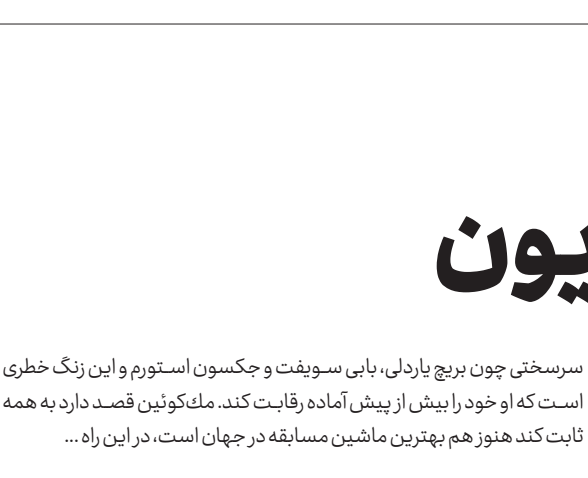 یون
سرسختی چون بریچ یاردلی، بابی سویفت و جکسون استورم و این زنگ خطری
است که او خود را بیش از پیش آماده رقابت کند. مك‌کوئین قصد دارد به همه
ثابت کند هنوز هم بهترین ماشین مسابقه در جهان است، در این راه ...